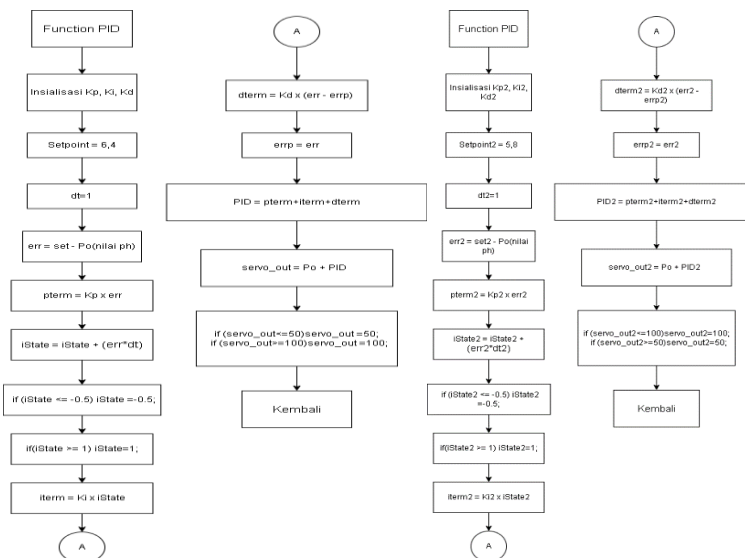 Function PID
Insialisasi Kp, Ki, Kd
Setpoint = 6,4
dt=1
err = set - Po(nilai ph)
pterm = Kp x err
iState = iState + (err*dt)
if (iState <= -0.5) iState =-0.5;
if(iState >= 1) iState=1;
iterm = Ki x iState
A
A
dterm = Kd x (err - errp)
errp = err
PID = pterm+iterm+dterm
servo_out = Po + PID
if (servo_out<=50)servo_out =50;
if (servo_out>=100)servo_out=100;
Kembali
Function PID
Insialisasi Kp2, Ki2,
Kd2
Setpoint2 = 5,8
dt2=1
err2 = set2 - Po(nilai
ph)
pterm2 = Kp2 x err2
iState2 = iState2 +
(err2*dt2)
if (iState2 <= -0.5) iState2
=-0.5;
if(iState2 >= 1) iState2=1;
iterm2 = Ki2 x iState2
A
A
dterm2 = Kd2 x (err2 -
errp2)
errp2 = err2
PID2 = pterm2+iterm2+dterm2
servo_out2 = Po + PID2
if (servo_out2<=100)servo_out2=100;
if (servo_out2>=50)servo_out2=50;
Kembali